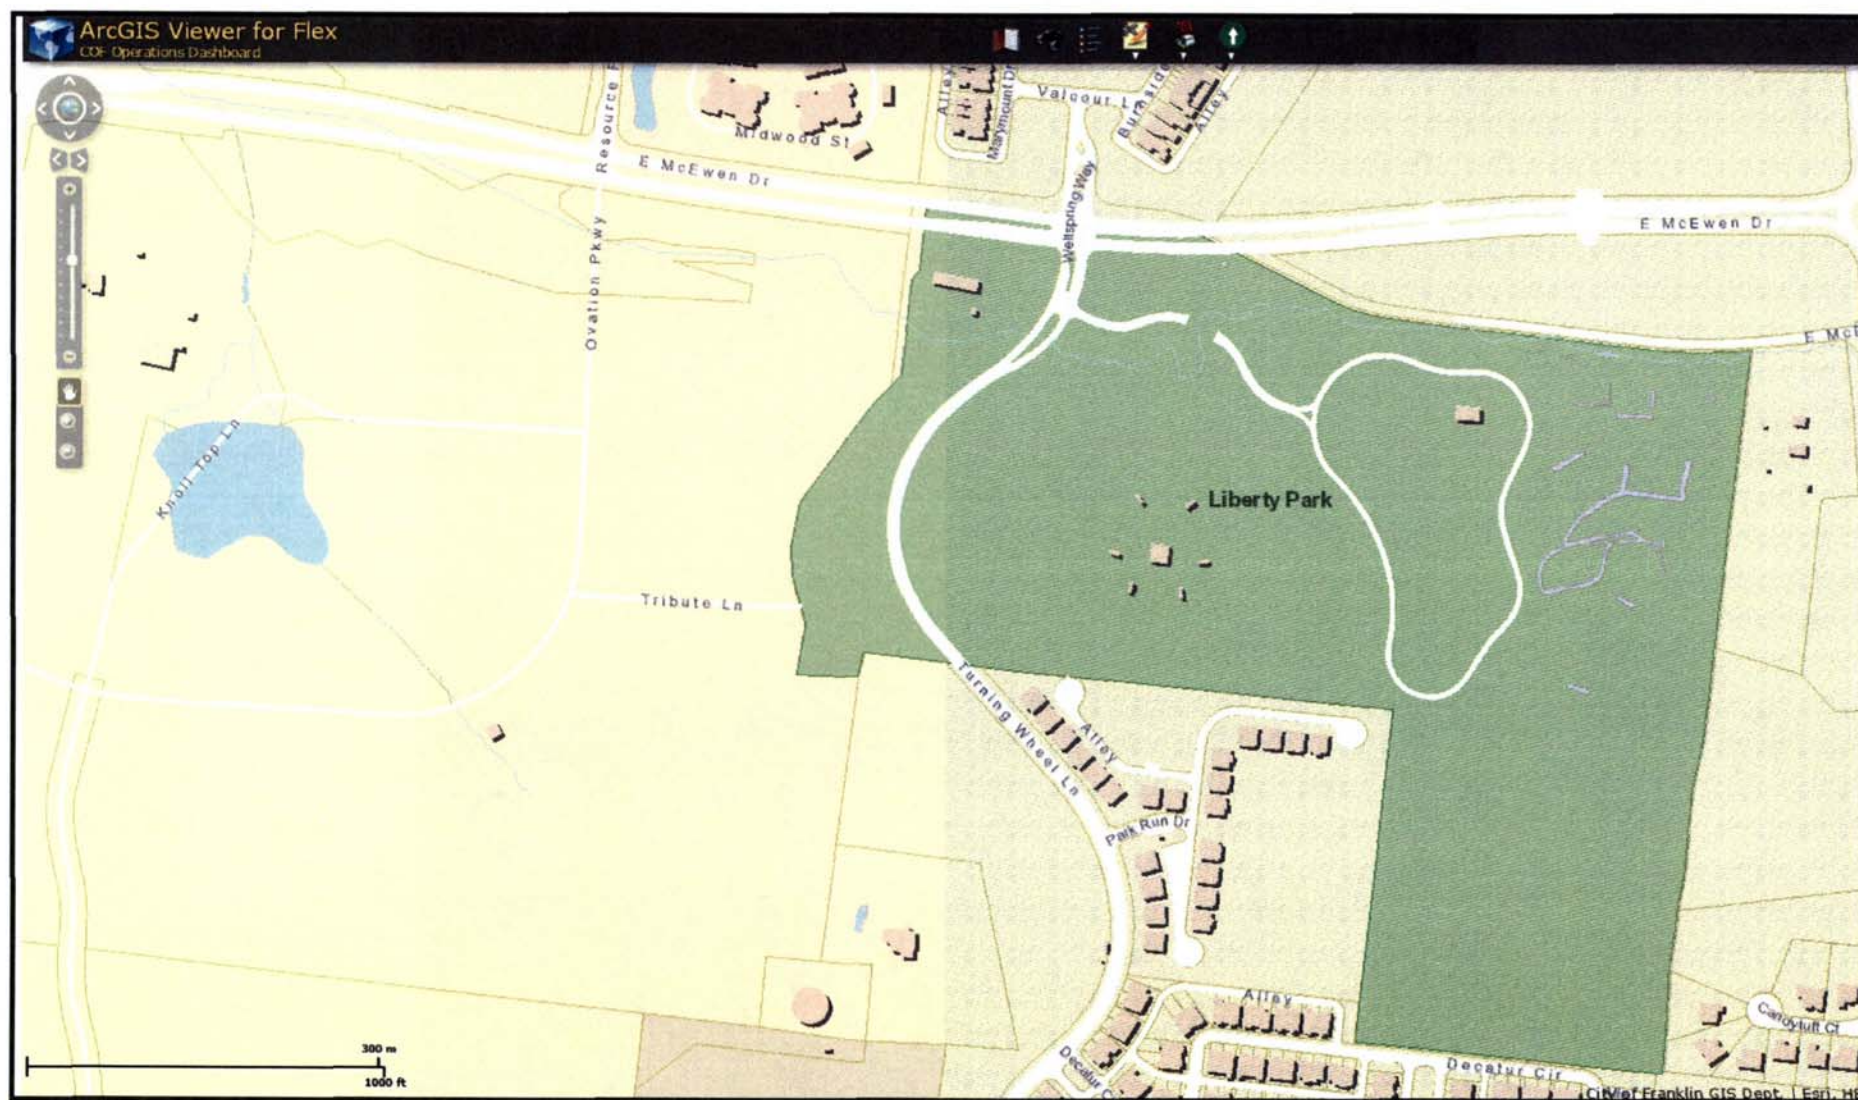 ArcGIS Viewer for Flex
COF Operations Dashboard
Alley
Marymount Dr
Valcour Ln
Burnside
Alley
Midwood St
Resource
E McEwen Dr
Wellspring Way
E McEwen Dr
Ovation Pkwy
Knoll Top Ln
Liberty Park
Tribute Ln
Turning Wheel Ln
Alley
Park Run Dr
Alley
Candytuft Ct
300 m
1000 ft
Decatur C
Decatur Cir
City of Franklin GIS Dept. | Esri,